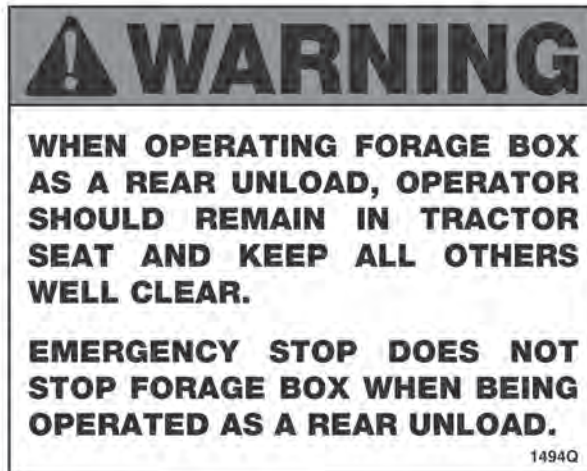 WARNING
WHEN OPERATING FORAGE BOX
AS A REAR UNLOAD, OPERATOR
SHOULD REMAIN IN TRACTOR
SEAT AND KEEP ALL OTHERS
WELL CLEAR.
EMERGENCY STOP DOES NOT
STOP FORAGE BOX WHEN BEING
OPERATED AS A REAR UNLOAD.
1494Q